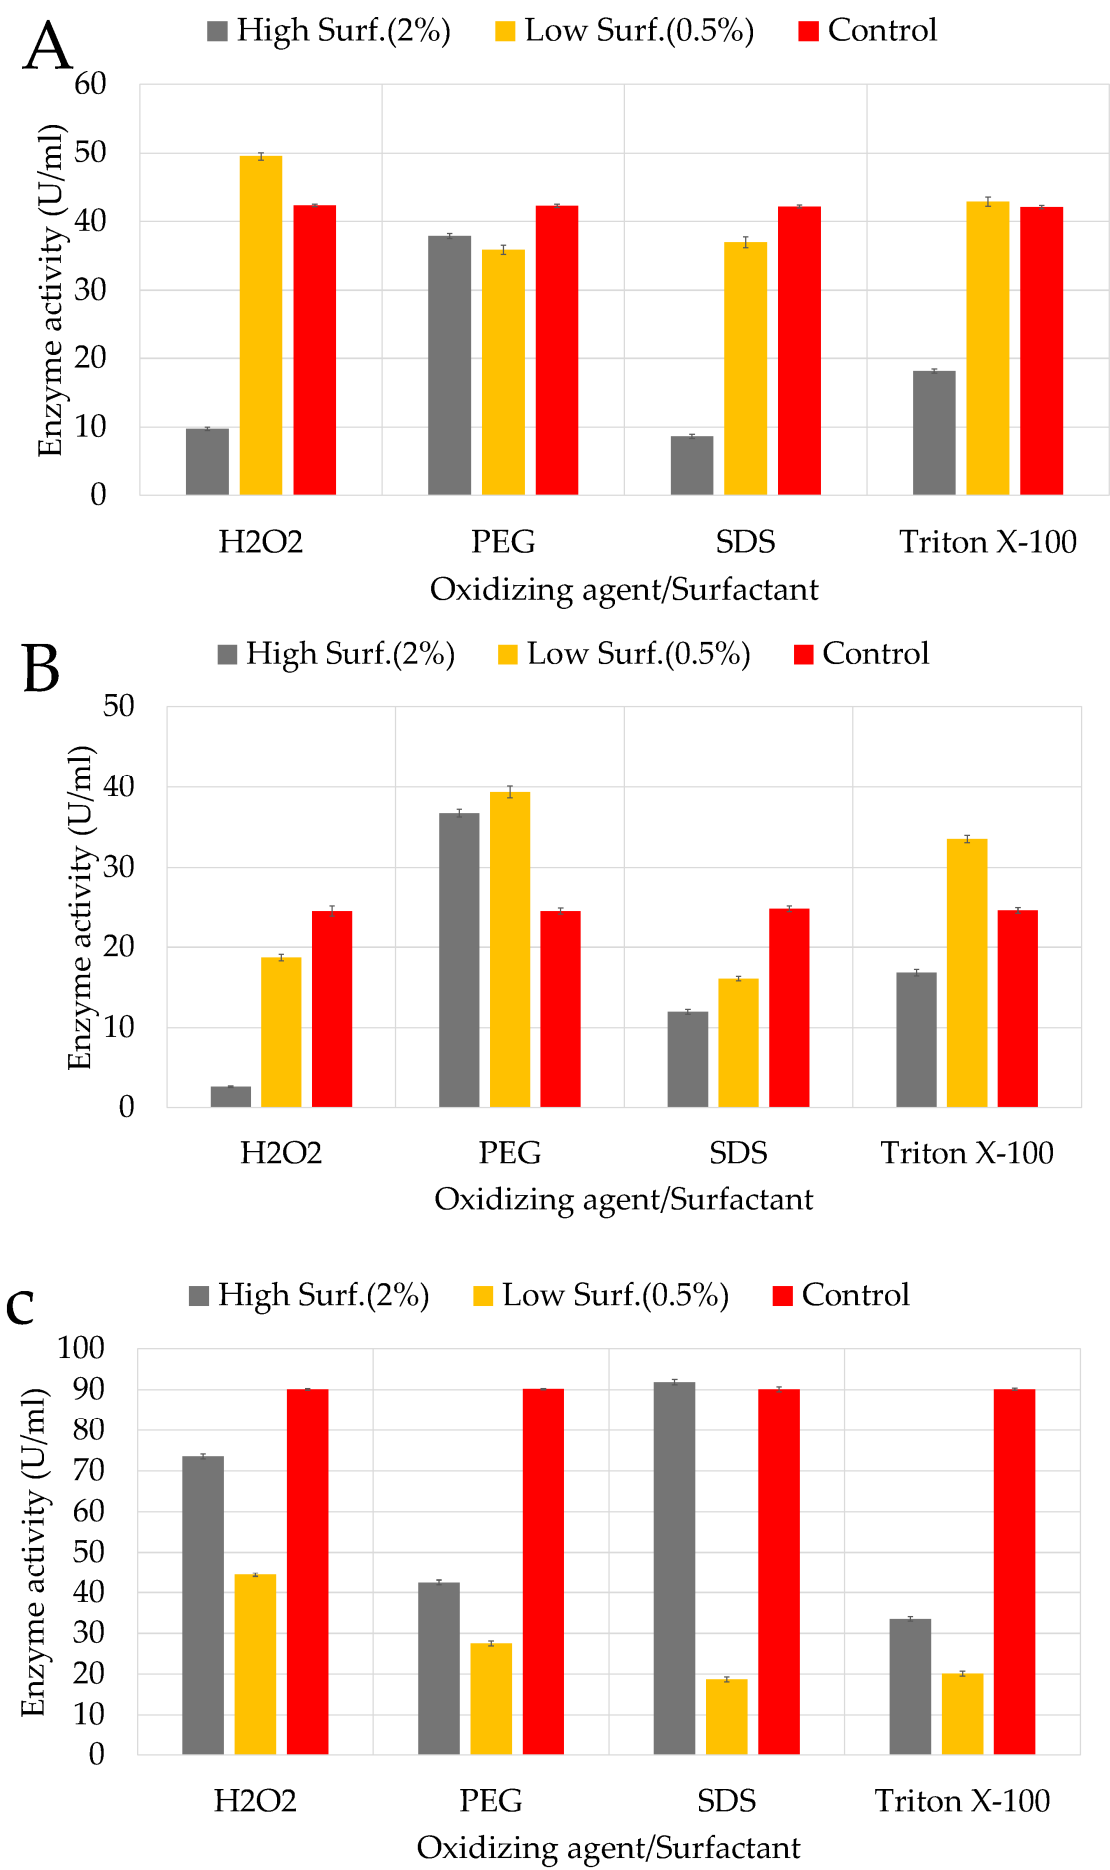 A
High Surf.(2%) Low Surf.(0.5%) Control
Enzyme activity (U/ml)
60
50
40
30
20
10
0
H2O2 PEG SDS Triton X-100
Oxidizing agent/Surfactant
B
High Surf.(2%) Low Surf.(0.5%) Control
Enzyme activity (U/ml)
50
40
30
20
10
0
H2O2 PEG SDS Triton X-100
Oxidizing agent/Surfactant
c
High Surf.(2%) Low Surf.(0.5%) Control
Enzyme activity (U/ml)
100
90
80
70
60
50
40
30
20
10
0
H2O2 PEG SDS Triton X-100
Oxidizing agent/Surfactant